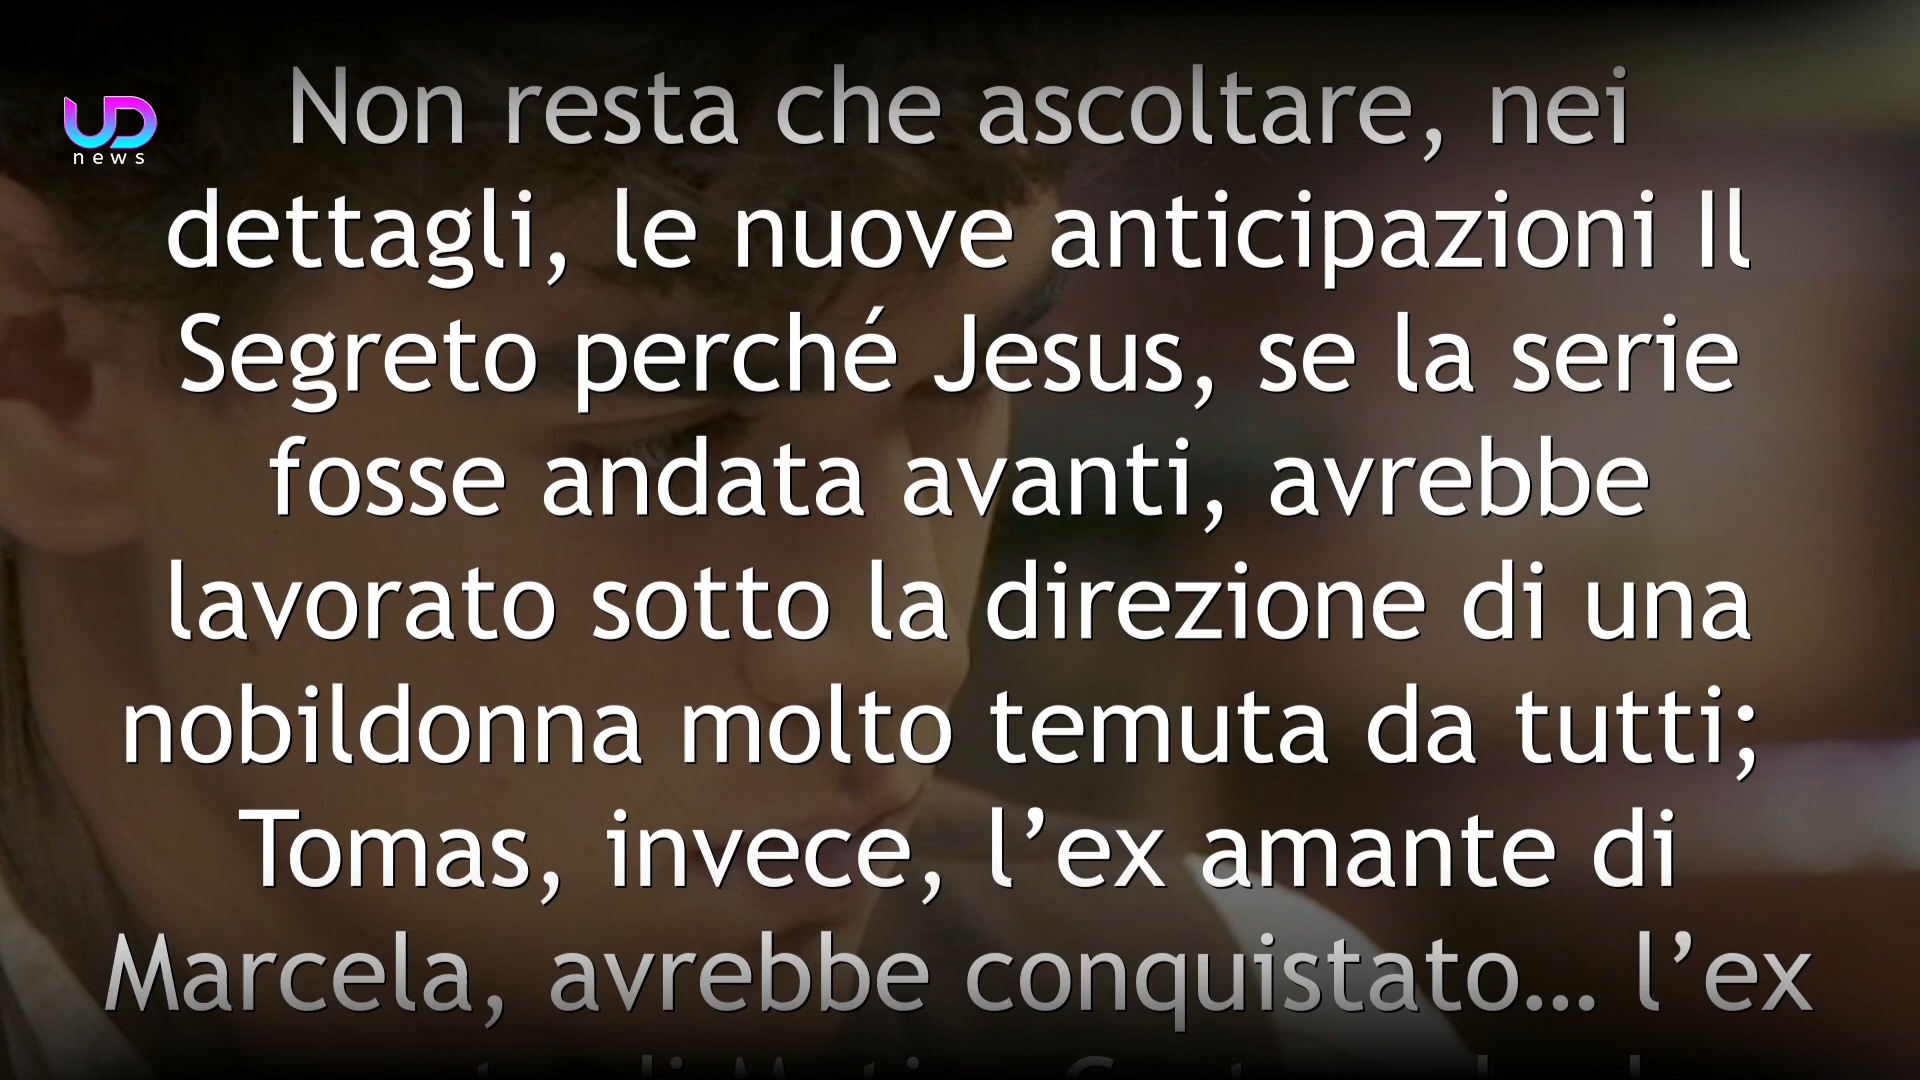 UD
news
Non resta che ascoltare, nei
dettagli, le nuove anticipazioni Il
Segreto perché Jesus, se la serie
fosse andata avanti, avrebbe
lavorato sotto la direzione di una
nobildonna molto temuta da tutti;
Tomas, invece, l’ex amante di
Marcela, avrebbe conquistato… l’ex